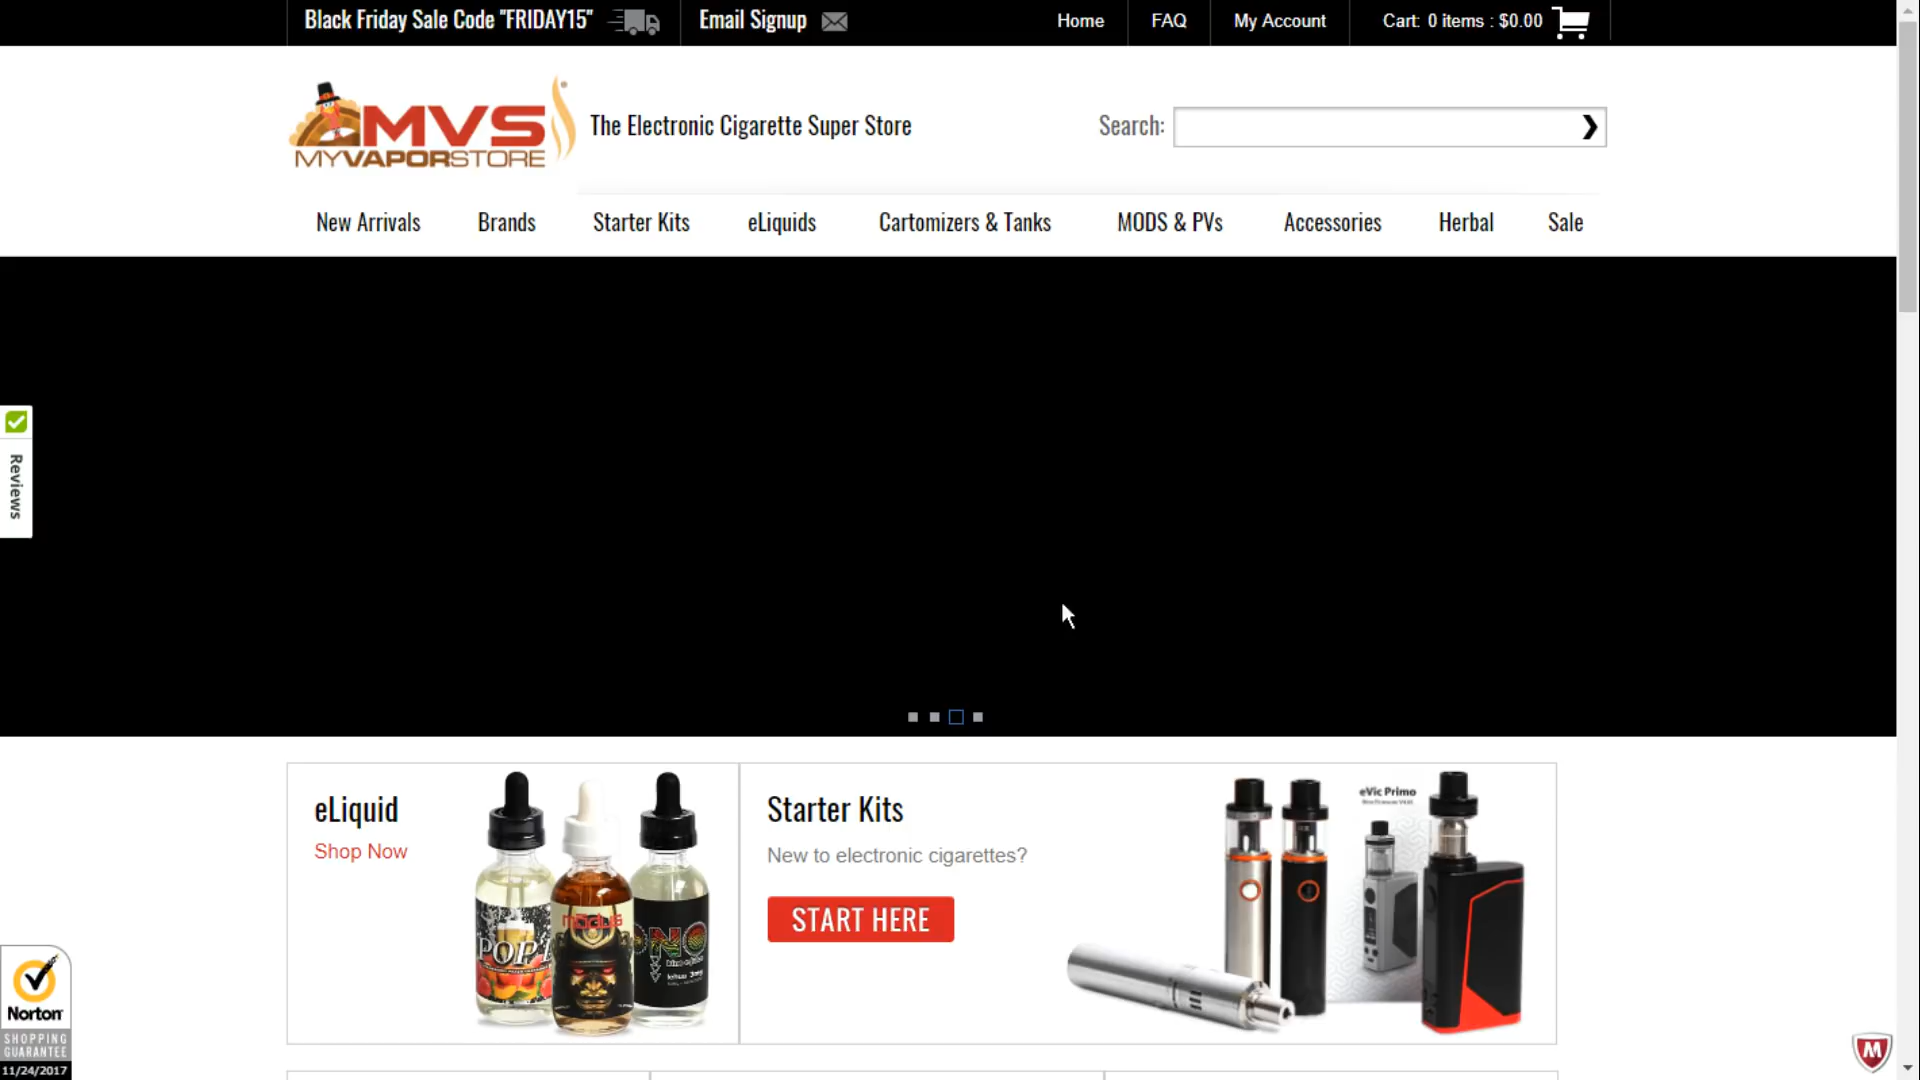 Black Friday Sale Code "FRIDAY15"
Email Signup
Home
FAQ
My Account
Cart: 0 items : $0.00
MVS
MYVAPORSTORE
The Electronic Cigarette Super Store
Search:
New Arrivals
Brands
Starter Kits
eLiquids
Cartomizers & Tanks
MODS & PVs
Accessories
Herbal
Sale
Reviews
eLiquid
Shop Now
Starter Kits
New to electronic cigarettes?
START HERE
eVic Primo
POP
NO
Norton
SHOPPING
GUARANTEE
11/24/2017
M